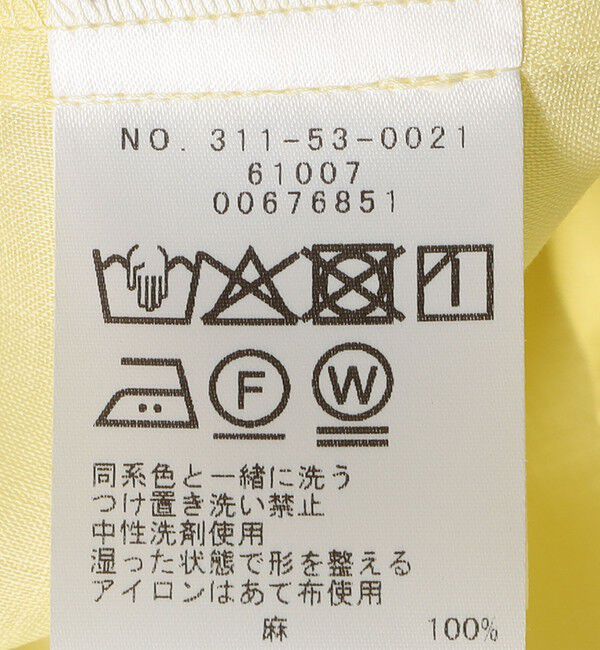 NO. 311-53-0021
61007
00676851
F W
同系色と一緒に洗う
つけ置き洗い禁止
中性洗剤使用
湿った状態で形を整える
アイロンはあて布使用
麻 100%